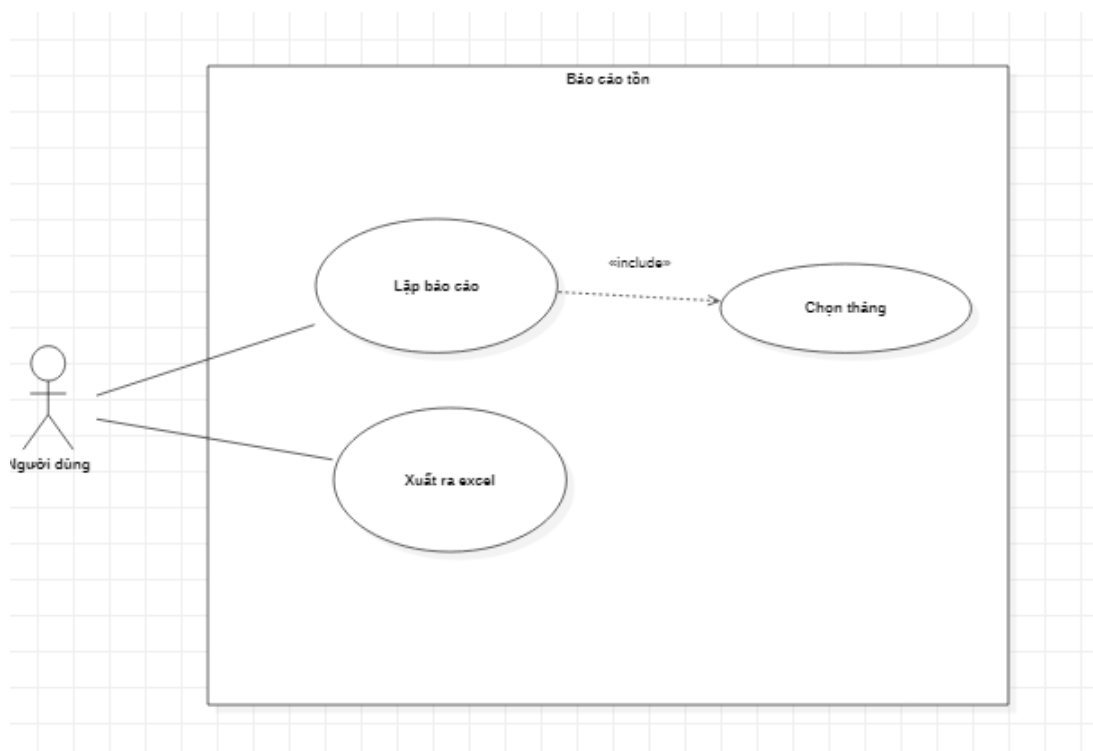 Báo cáo tồn
Lập báo cáo
«include»
Chọn tháng
Người dùng
Xuất ra excel